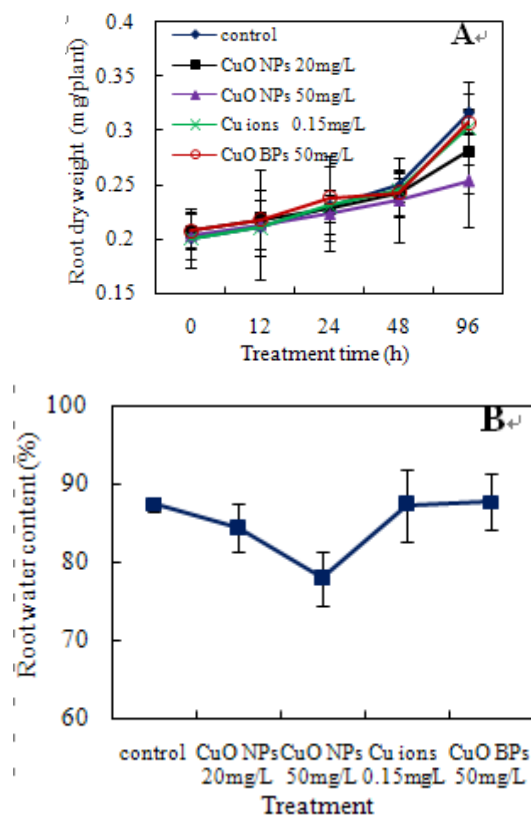 A↵
0.4
0.35
0.3
0.25
0.2
0.15
Root dry weight (mg/plant)
control
CuO NPs 20mg/L
CuO NPs 50mg/L
Cu ions 0.15mg/L
CuO BPs 50mg/L
0 12 24 48 96
Treatment time (h)
B↵
100
90
80
70
60
Root water content (%)
control CuO NPs CuO NPs Cu ions CuO BPs
20mg/L 50mg/L 0.15mgL 50mg/L
Treatment